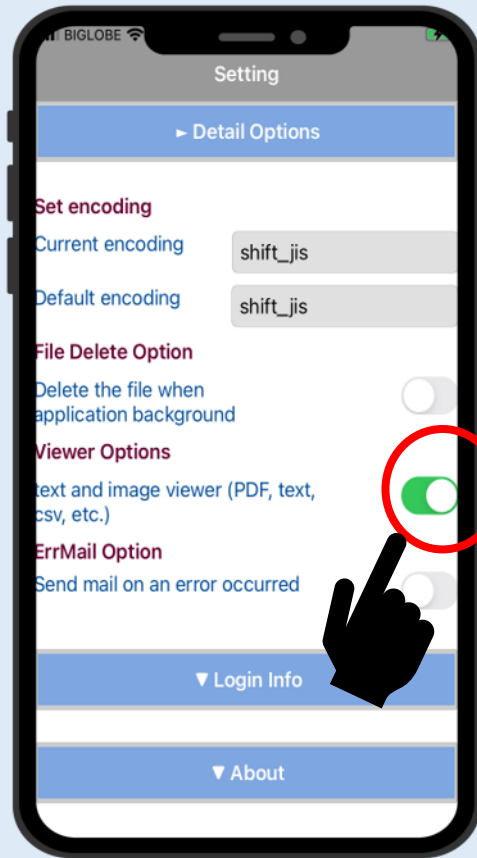 BIGLOBE
Setting
► Detail Options
Set encoding
Current encoding
shift_jis
Default encoding
shift_jis
File Delete Option
Delete the file when
application background
Viewer Options
text and image viewer (PDF, text,
csv, etc.)
ErrMail Option
Send mail on an error occurred
▼ Login Info
▼ About